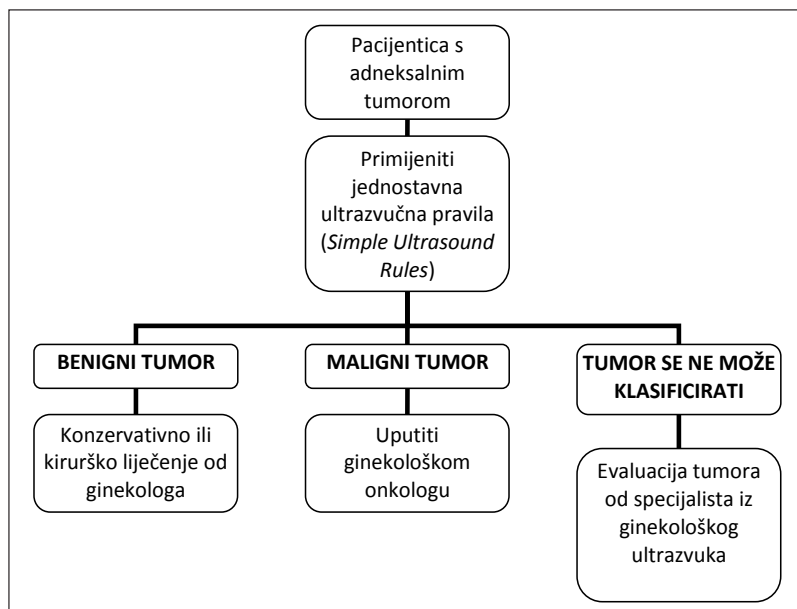 Pacijentica s
adneksalnim
tumorom
Primijeniti
jednostavna
ultrazvučna pravila
(Simple Ultrasound
Rules)
BENIGNI TUMOR
Konzervativno ili
kirurško liječenje od
ginekologa
MALIGNI TUMOR
Uputiti
ginekološkom
onkologu
TUMOR SE NE MOŽE
KLASIFICIRATI
Evaluacija tumora
od specijalista iz
ginekološkog
ultrazvuka